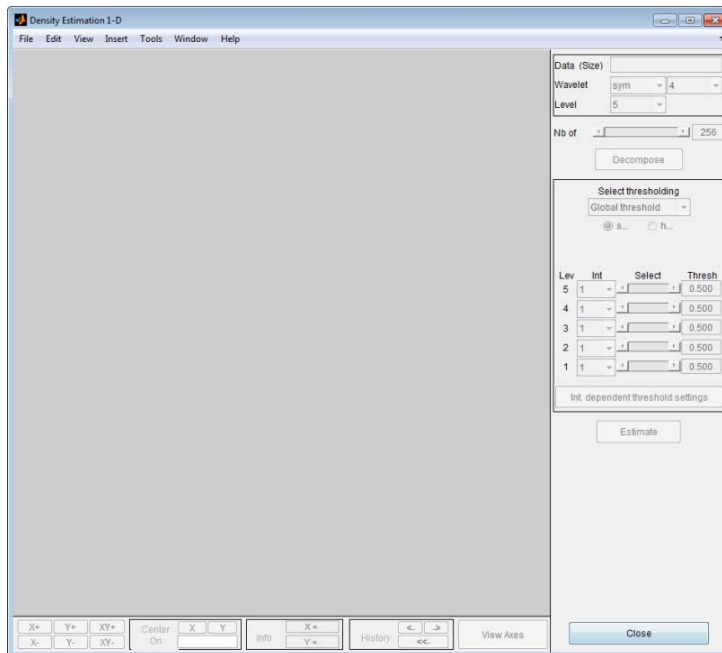 Density Estimation 1-D
File Edit View Insert Tools Window Help
Data (Size)
Wavelet sym 4
Level 5
Nb of 256
Decompose
Select thresholding
Global threshold
s... h...
Lev Int Select Thresh
5 1 0.500
4 1 0.500
3 1 0.500
2 1 0.500
1 1 0.500
Int. dependent threshold settings
Estimate
X+ Y+ XY+
X- Y- XY-
Center On X Y
Info X = Y =
History <- -> <<-
View Axes
Close